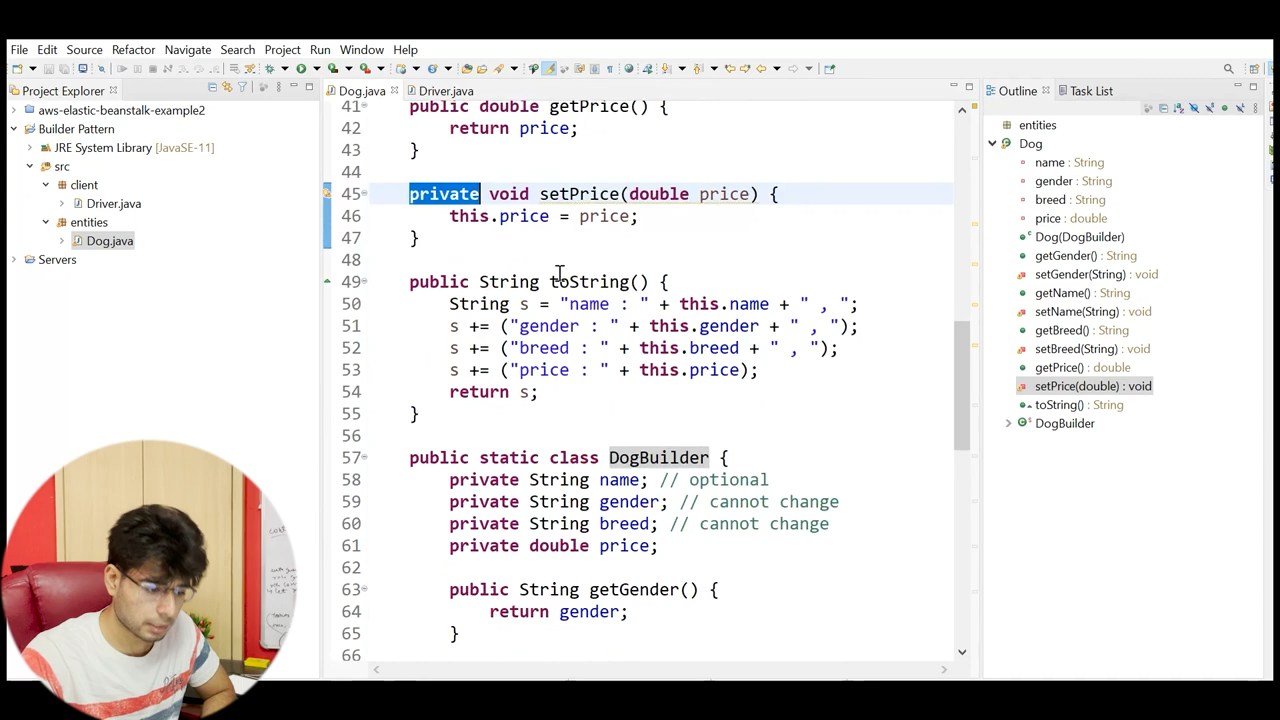 File Edit Source Refactor Navigate Search Project Run Window Help
Project Explorer
aws-elastic-beanstalk-example2
Builder Pattern
JRE System Library [JavaSE-11]
src
client
Driver.java
entities
Dog.java
Servers
Dog.java Driver.java
41 public double getPrice() {
42 return price;
43 }
44
45 private void setPrice(double price) {
46 this.price = price;
47 }
48
49 public String toString() {
50 String s = "name : " + this.name + " , ";
51 s += ("gender : " + this.gender + " , ");
52 s += ("breed : " + this.breed + " , ");
53 s += ("price : " + this.price);
54 return s;
55 }
56
57 public static class DogBuilder {
58 private String name; // optional
59 private String gender; // cannot change
60 private String breed; // cannot change
61 private double price;
62
63 public String getGender() {
64 return gender;
65 }
66
Outline Task List
entities
Dog
name : String
gender : String
breed : String
price : double
Dog(DogBuilder)
getGender() : String
setGender(String) : void
getName() : String
setName(String) : void
getBreed() : String
setBreed(String) : void
getPrice() : double
setPrice(double) : void
toString() : String
DogBuilder